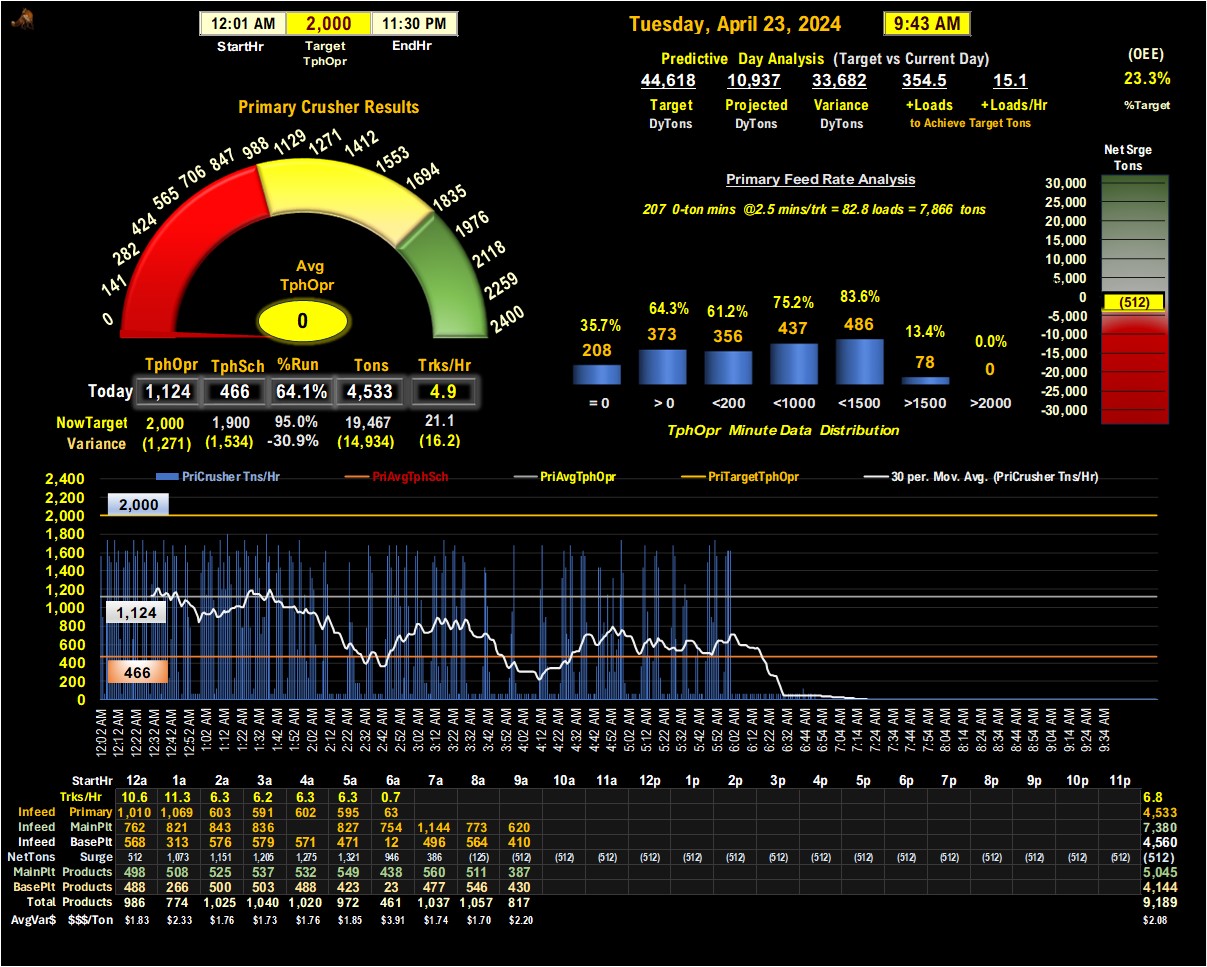 12:01 AM 2,000 11:30 PM
StartHr Target TphOpr EndHr
Tuesday, April 23, 2024 9:43 AM
Predictive Day Analysis (Target vs Current Day)
44,618 10,937 33,682 354.5 15.1
Target Projected Variance +Loads +Loads/Hr
DyTons DyTons DyTons to Achieve Target Tons
(OEE)
23.3%
%Target
Primary Crusher Results
0 141 282 424 565 706 847 988 1129 1271 1412 1553 1694 1835 1976 2118 2259 2400
Avg
TphOpr
0
TphOpr TphSch %Run Tons Trks/Hr
Today 1,124 466 64.1% 4,533 4.9
NowTarget 2,000 1,900 95.0% 19,467 21.1
Variance (1,271) (1,534) -30.9% (14,934) (16.2)
Primary Feed Rate Analysis
207 0-ton mins @2.5 mins/trk = 82.8 loads = 7,866 tons
35.7% 64.3% 61.2% 75.2% 83.6% 13.4% 0.0%
208 373 356 437 486 78 0
= 0 > 0 <200 <1000 <1500 >1500 >2000
TphOpr Minute Data Distribution
Net Srge
Tons
30,000
25,000
20,000
15,000
10,000
5,000
0 (512)
-5,000
-10,000
-15,000
-20,000
-25,000
-30,000
PriCrusher Tns/Hr PriAvgTphSch PriAvgTphOpr PriTargetTphOpr 30 per. Mov. Avg. (PriCrusher Tns/Hr)
2,400
2,200
2,000
1,800
1,600
1,400
1,200
1,000
800
600
400
200
0
2,000
1,124
466
12:02 AM 12:12 AM 12:22 AM 12:32 AM 12:42 AM 12:52 AM 1:02 AM 1:12 AM 1:22 AM 1:32 AM 1:42 AM 1:52 AM 2:02 AM 2:12 AM 2:22 AM 2:32 AM 2:42 AM 2:52 AM 3:02 AM 3:12 AM 3:22 AM 3:32 AM 3:42 AM 3:52 AM 4:02 AM 4:12 AM 4:22 AM 4:32 AM 4:42 AM 4:52 AM 5:02 AM 5:12 AM 5:22 AM 5:32 AM 5:42 AM 5:52 AM 6:02 AM 6:12 AM 6:22 AM 6:32 AM 6:44 AM 6:54 AM 7:04 AM 7:14 AM 7:24 AM 7:34 AM 7:44 AM 7:54 AM 8:04 AM 8:14 AM 8:24 AM 8:34 AM 8:44 AM 8:54 AM 9:04 AM 9:14 AM 9:24 AM 9:34 AM
StartHr 12a 1a 2a 3a 4a 5a 6a 7a 8a 9a 10a 11a 12p 1p 2p 3p 4p 5p 6p 7p 8p 9p 10p 11p
Trks/Hr 10.6 11.3 6.3 6.2 6.3 6.3 0.7 6.8
Infeed Primary 1,010 1,069 603 591 602 595 63 4,533
Infeed MainPlt 762 821 843 836 827 754 1,144 773 620 7,380
Infeed BasePlt 568 313 576 579 571 471 12 496 564 410 4,560
NetTons Surge 512 1,073 1,151 1,205 1,275 1,321 946 386 (125) (512) (512) (512) (512) (512) (512) (512) (512) (512) (512) (512) (512) (512) (512) (512) (512)
MainPlt Products 498 508 525 537 532 549 438 560 511 387 5,045
BasePlt Products 488 266 500 503 488 423 23 477 546 430 4,144
Total Products 986 774 1,025 1,040 1,020 972 461 1,037 1,057 817 9,189
AvgVar$ $$$/Ton $1.83 $2.33 $1.76 $1.73 $1.76 $1.85 $3.91 $1.74 $1.70 $2.20 $2.08